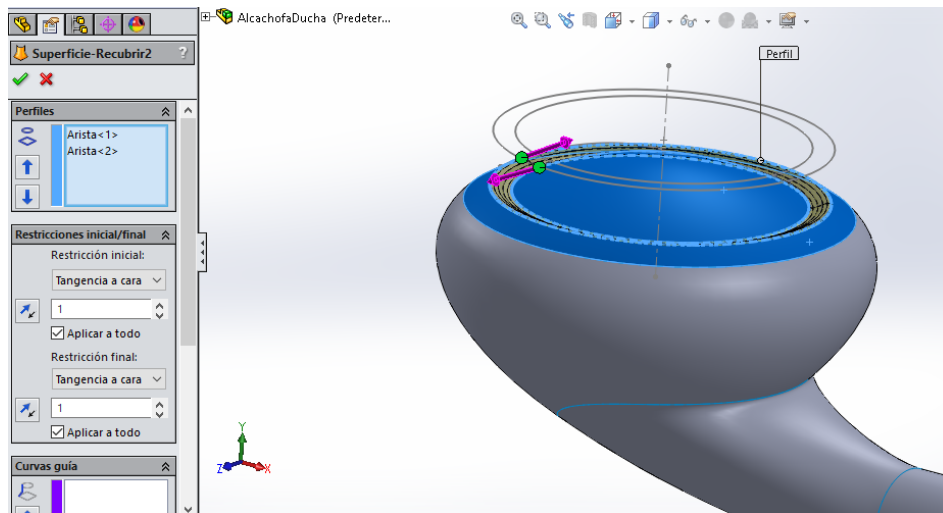 AlcachofaDucha (Predeter...
Superficie-Recubrir2
?
Perfiles
Arista<1>
Arista<2>
Restricciones inicial/final
Restricción inicial:
Tangencia a cara
1
Aplicar a todo
Restricción final:
Tangencia a cara
1
Aplicar a todo
Curvas guía
Perfil
Y
Z
X